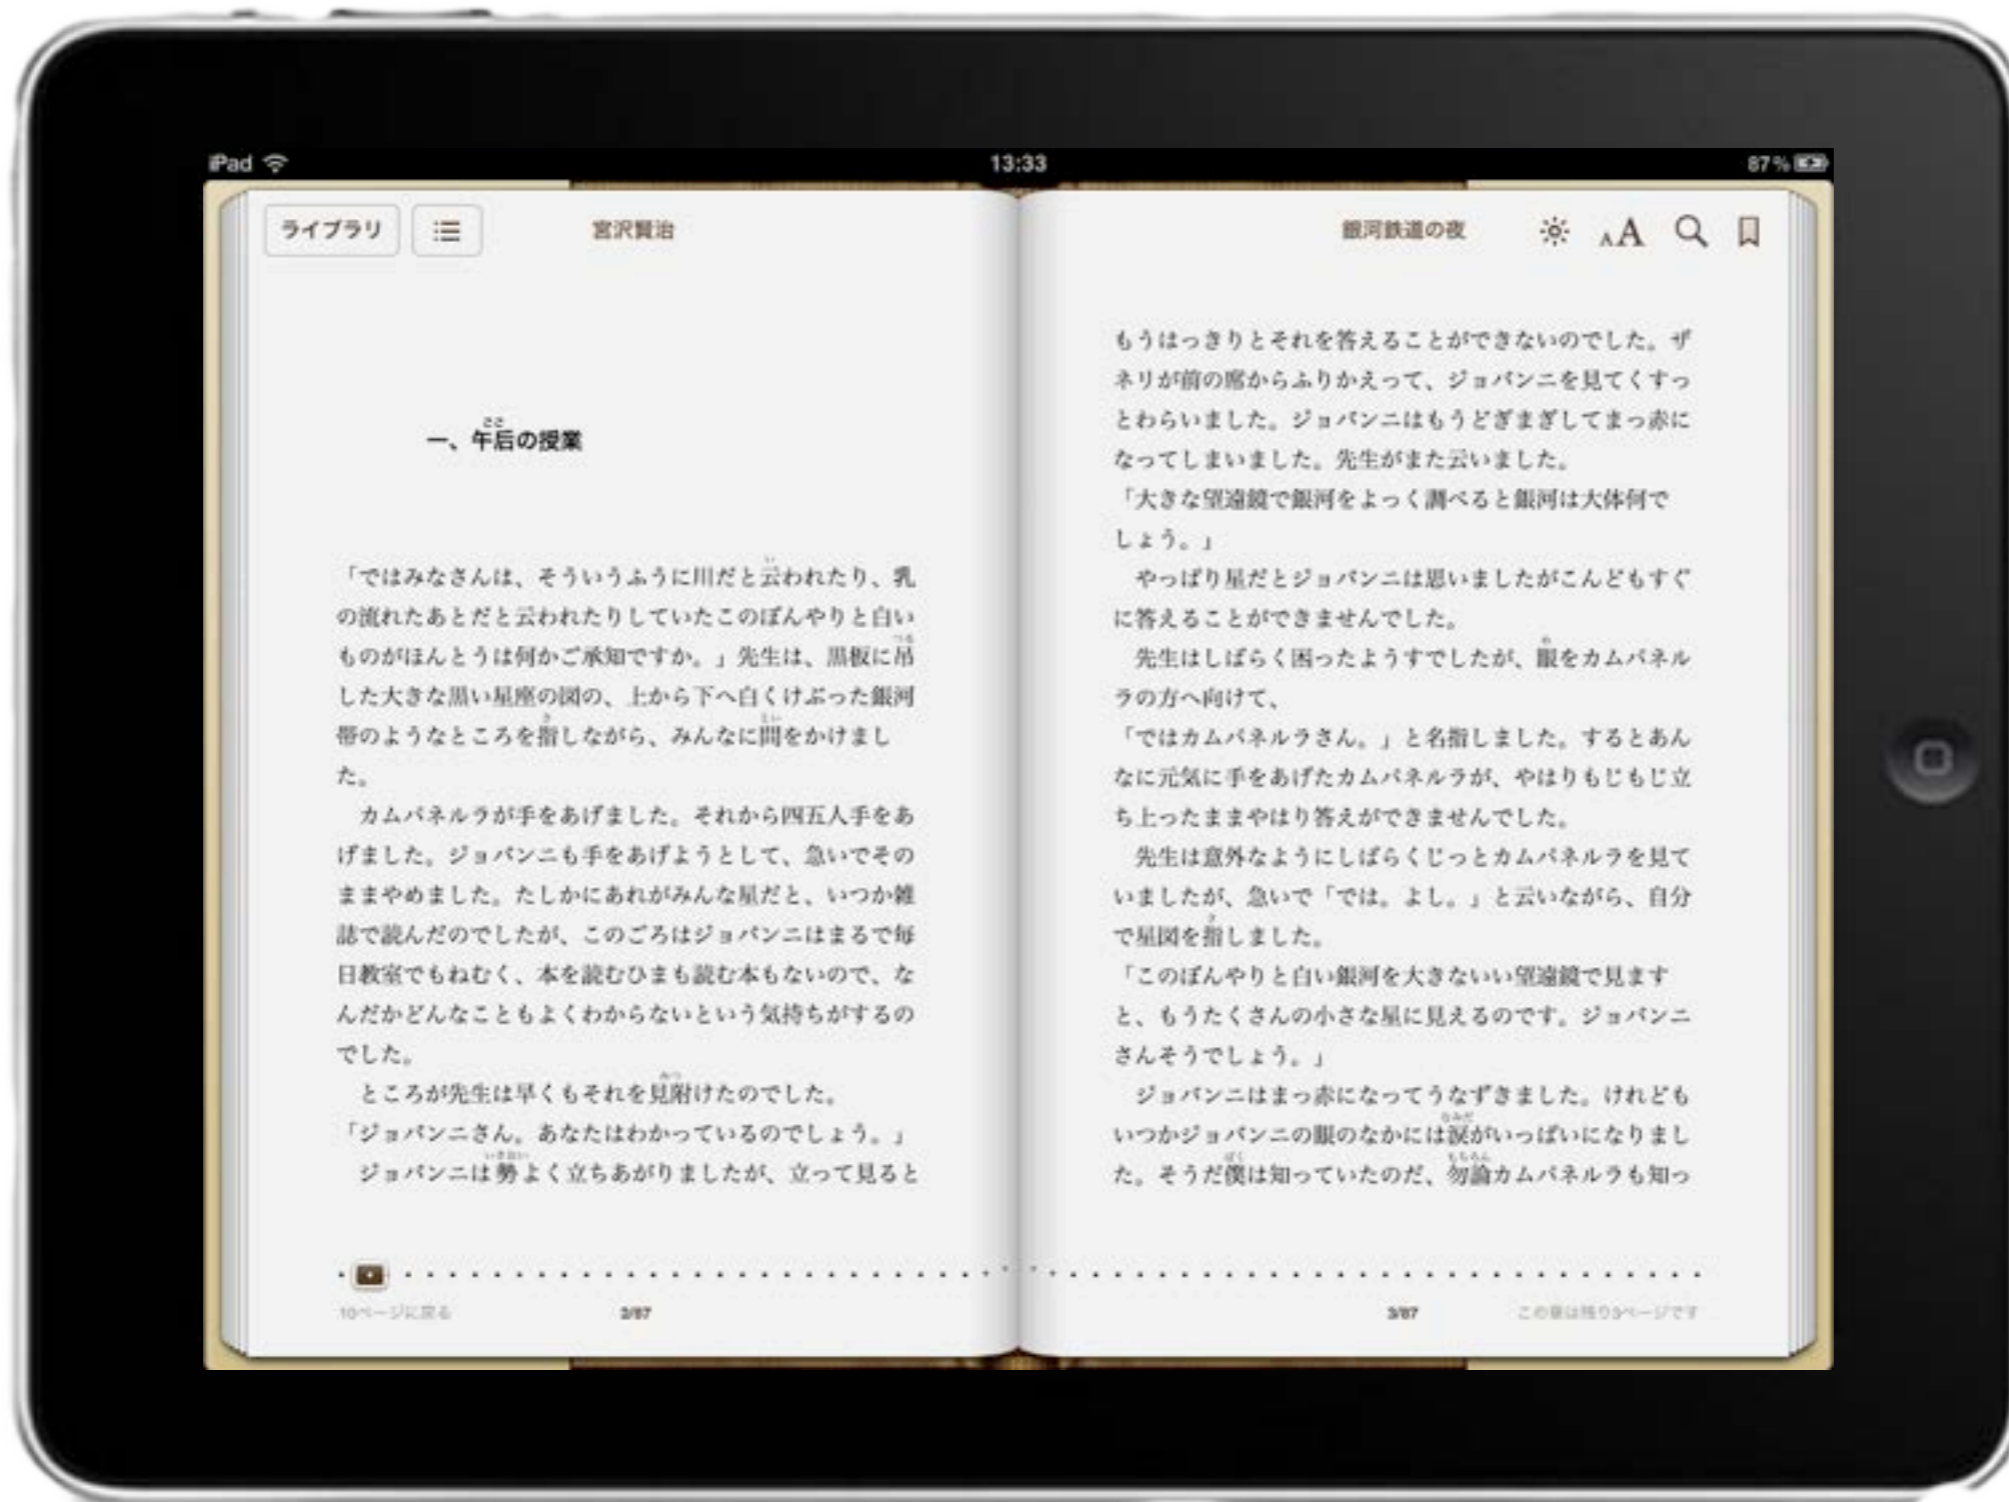 iPad
13:33
87%
ライブラリ
宮沢賢治
銀河鉄道の夜
一、午后の授業
「ではみなさんは、そういうふうに川だと云われたり、乳
の流れたあとだと云われたりしていたこのぼんやりと白い
ものがほんとうは何かご承知ですか。」先生は、黒板に吊
した大きな黒い星座の図の、上から下へ白くけぶった銀河
帯のようなところを指しながら、みんなに問をかけまし
た。
カムパネルラが手をあげました。それから四五人手をあ
げました。ジョバンニも手をあげようとして、急いでその
ままやめました。たしかにあれがみんな星だと、いつか雑
誌で読んだのでしたが、このごろはジョバンニはまるで毎
日教室でもねむく、本を読むひまも読む本もないので、な
んだかどんなこともよくわからないという気持ちがするの
でした。
ところが先生は早くもそれを見附けたのでした。
「ジョバンニさん。あなたはわかっているのでしょう。」
ジョバンニは勢よく立ちあがりましたが、立って見ると
もうはっきりとそれを答えることができないのでした。ザ
ネリが前の席からふりかえって、ジョバンニを見てくすっ
とわらいました。ジョバンニはもうどぎまぎしてまっ赤に
なってしまいました。先生がまた云いました。
「大きな望遠鏡で銀河をよっく調べると銀河は大体何で
しょう。」
やっぱり星だとジョバンニは思いましたがこんどもすぐ
に答えることができませんでした。
先生はしばらく困ったようすでしたが、眼をカムパネル
ラの方へ向けて、
「ではカムパネルラさん。」と名指しました。するとあん
なに元気に手をあげたカムパネルラが、やはりもじもじ立
ち上ったままやはり答えができませんでした。
先生は意外なようにしばらくじっとカムパネルラを見て
いましたが、急いで「では。よし。」と云いながら、自分
で星図を指しました。
「このぼんやりと白い銀河を大きないい望遠鏡で見ます
と、もうたくさんの小さな星に見えるのです。ジョバンニ
さんそうでしょう。」
ジョバンニはまっ赤になってうなずきました。けれども
いつかジョバンニの眼のなかには涙がいっぱいになりまし
た。そうだ僕は知っていたのだ、勿論カムパネルラも知っ
10ページに戻る
3/87
この章は残り3ページです